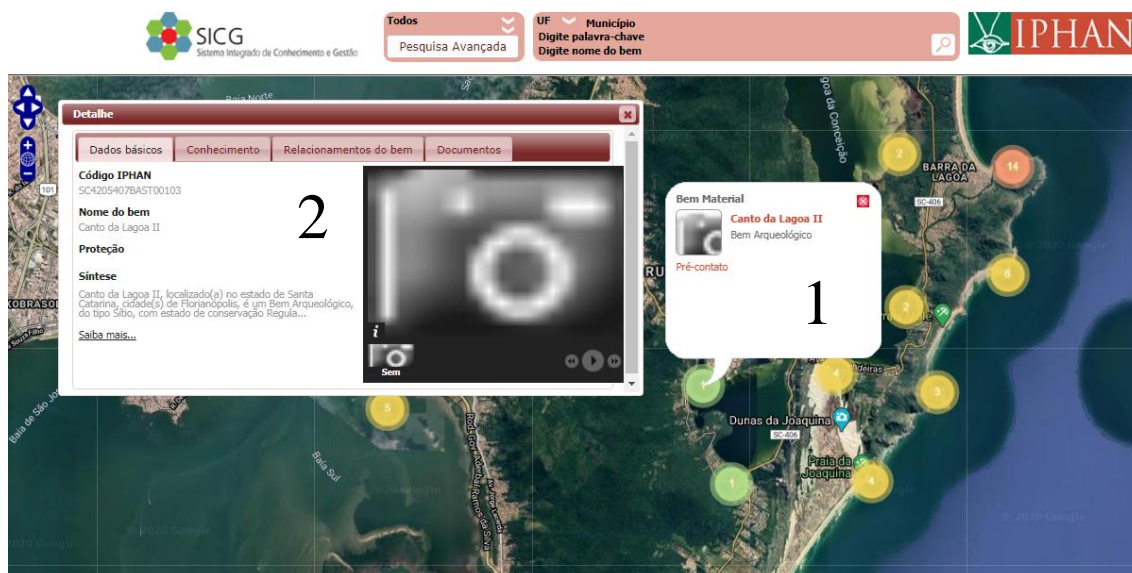 SICG
Sistema Integrado de Conhecimento e Gestão
Todos
Pesquisa Avançada
UF Município
Digite palavra-chave
Digite nome do bem
IPHAN
Baia Norte
Detalhe
Dados básicos
Conhecimento
Relacionamentos do bem
Documentos
Código IPHAN
SC4205407BAST00103
Nome do bem
Canto da Lagoa II
Proteção
Síntese
Canto da Lagoa II, localizado(a) no estado de Santa
Catarina, cidade(s) de Florianópolis, é um Bem Arqueológico,
do tipo Sítio, com estado de conservação Regula...
Saiba mais...
2
i
Sem
Bem Material
Canto da Lagoa II
Bem Arqueológico
Pré-contato
1
101
2
BARRA DA
LAGOA
14
SC-406
6
2
4
3
1
5
Dunas da Joaquina
SC-406
Praia da
Joaquina
4
1
Baia Sul
© 2020 Google